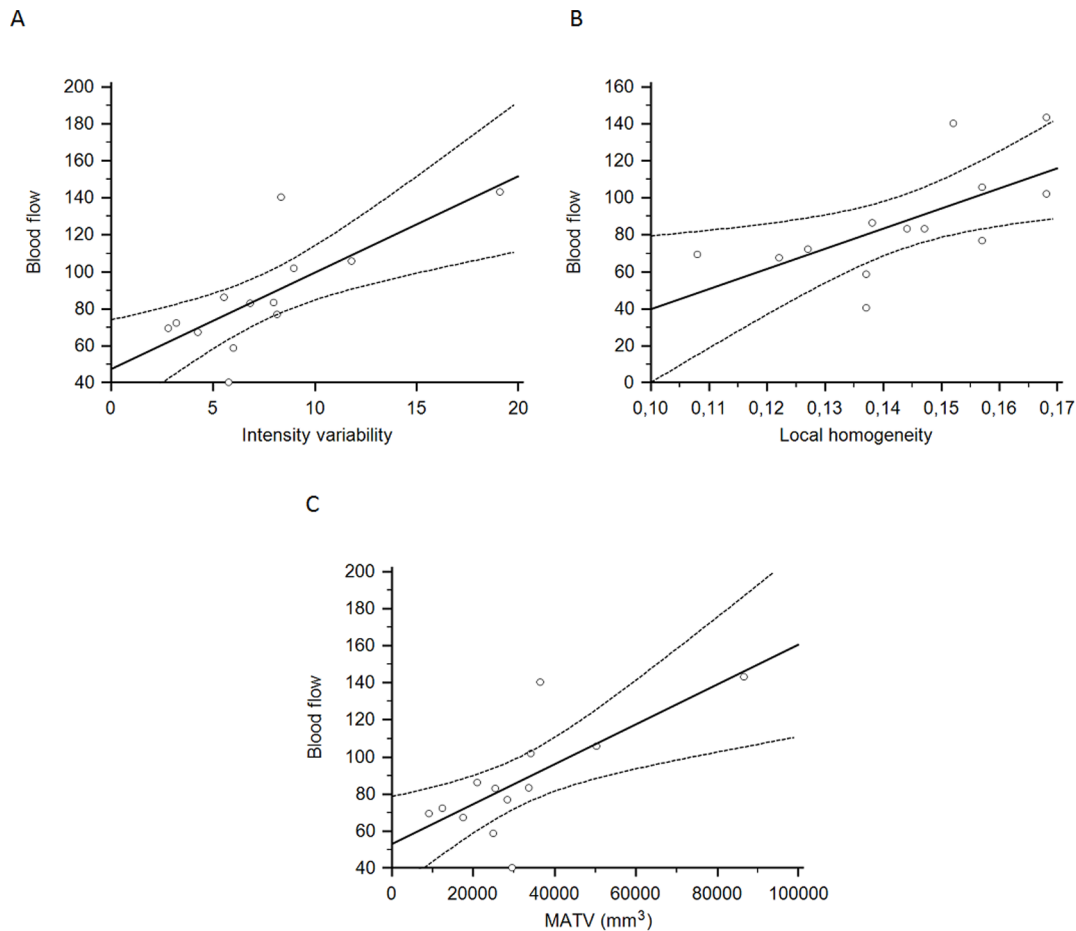 A
Blood flow
200
180
160
140
120
100
80
60
40
0 5 10 15 20
Intensity variability
B
Blood flow
160
140
120
100
80
60
40
20
0
0,10 0,11 0,12 0,13 0,14 0,15 0,16 0,17
Local homogeneity
C
Blood flow
200
180
160
140
120
100
80
60
40
0 20000 40000 60000 80000 100000
MATV (mm³)